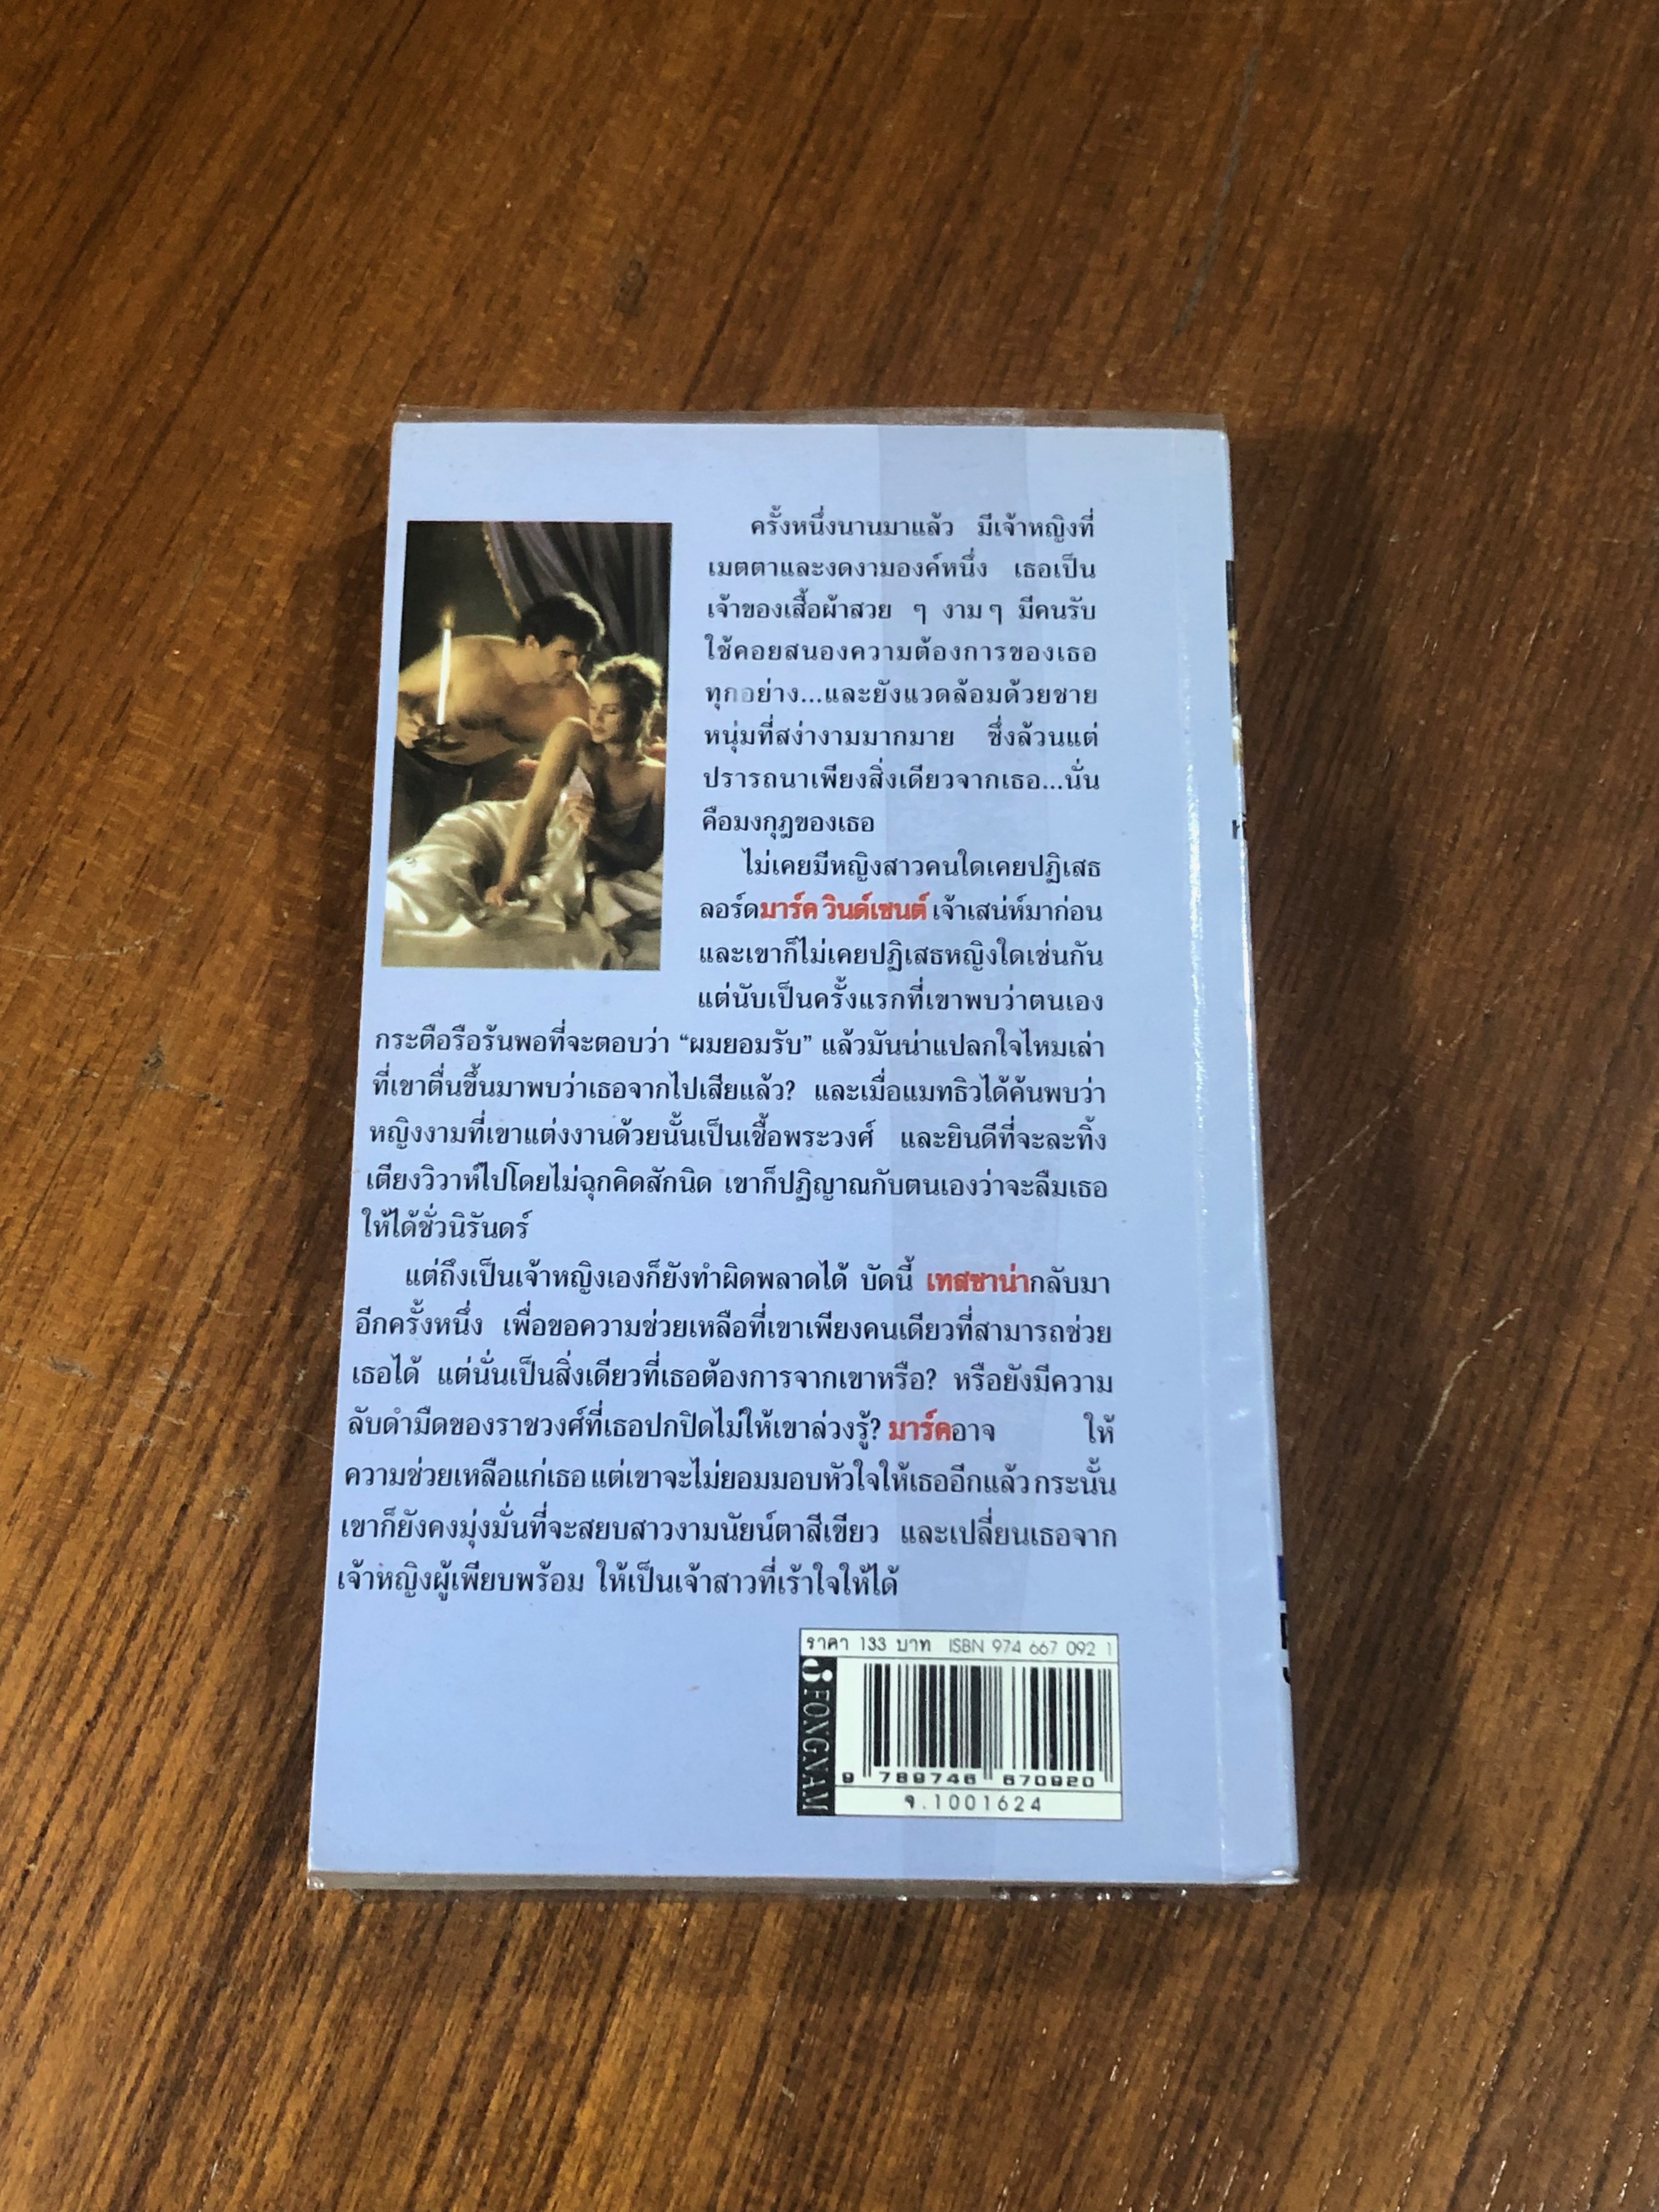 ครั้งหนึ่งนานมาแล้ว มีเจ้าหญิงที่
เมตตาและงดงามองค์หนึ่ง เธอเป็น
เจ้าของเสื้อผ้าสวย ๆ งาม ๆ มีคนรับ
ใช้คอยสนองความต้องการของเธอ
ทุกอย่าง...และยังแวดล้อมด้วยชาย
หนุ่มที่สง่างามมากมาย ซึ่งล้วนแต่
ปรารถนาเพียงสิ่งเดียวจากเธอ...นั่น
คือมงกุฎของเธอ
ไม่เคยมีหญิงสาวคนใดเคยปฏิเสธ
ลอร์ดมาร์ค วินด์เซนต์ เจ้าเสน่ห์มาก่อน
และเขาก็ไม่เคยปฏิเสธหญิงใดเช่นกัน
แต่นับเป็นครั้งแรกที่เขาพบว่าตนเอง
กระตือรือร้นพอที่จะตอบว่า “ผมยอมรับ” แล้วมันน่าแปลกใจไหมเล่า
ที่เขาตื่นขึ้นมาพบว่าเธอจากไปเสียแล้ว? และเมื่อแมทธิวได้ค้นพบว่า
หญิงงามที่เขาแต่งงานด้วยนั้นเป็นเชื้อพระวงศ์ และยินดีที่จะละทิ้ง
เตียงวิวาห์ไปโดยไม่ฉุกคิดสักนิด เขาก็ปฏิญาณกับตนเองว่าจะลืมเธอ
ให้ได้ชั่วนิรันดร์
แต่ถึงเป็นเจ้าหญิงเองก็ยังทำผิดพลาดได้ บัดนี้ เทสซาน่ากลับมา
อีกครั้งหนึ่ง เพื่อขอความช่วยเหลือที่เขาเพียงคนเดียวที่สามารถช่วย
เธอได้ แต่นั่นเป็นสิ่งเดียวที่เธอต้องการจากเขาหรือ? หรือยังมีความ
ลับดำมืดของราชวงศ์ที่เธอปกปิดไม่ให้เขาล่วงรู้? มาร์คอาจ ให้
ความช่วยเหลือแก่เธอ แต่เขาจะไม่ยอมมอบหัวใจให้เธออีกแล้ว กระนั้น
เขาก็ยังคงมุ่งมั่นที่จะสยบสาวงามนัยน์ตาสีเขียว และเปลี่ยนเธอจาก
เจ้าหญิงผู้เพียบพร้อม ให้เป็นเจ้าสาวที่เร้าใจให้ได้
ราคา 133 บาท ISBN 974 667 092 1
FONGNAM
9 789746 670920
จ.1001624